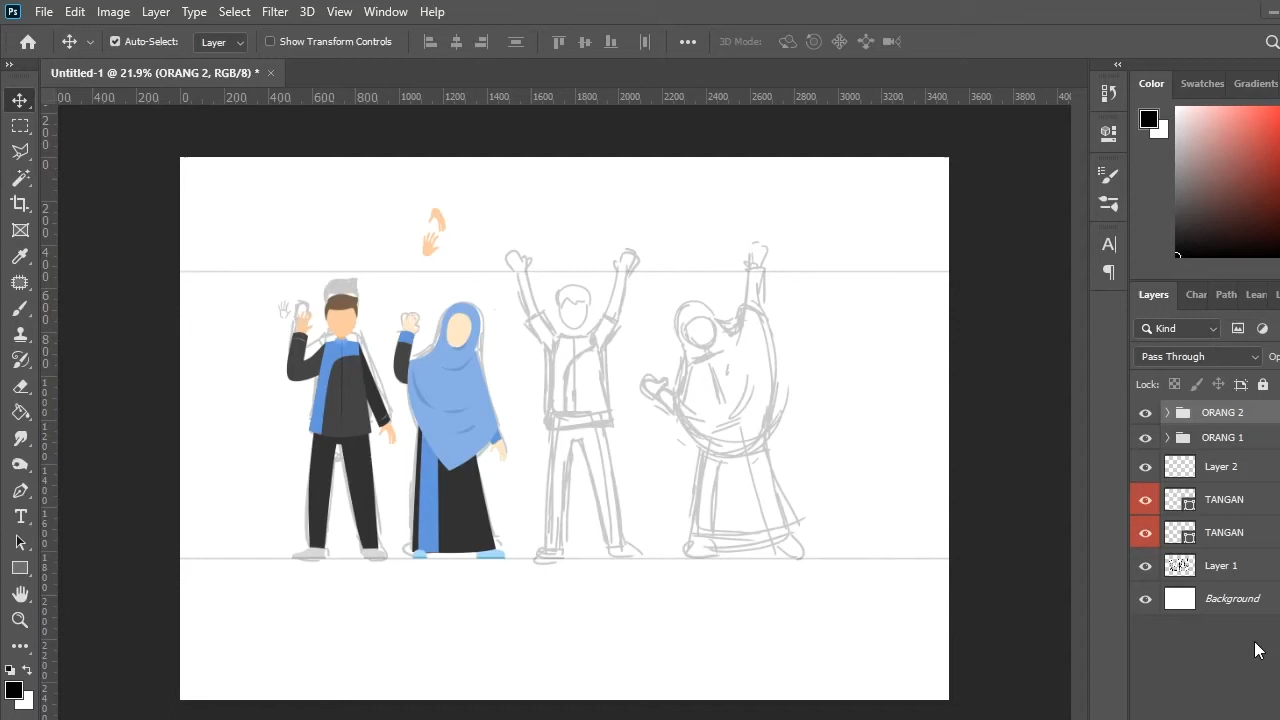 Ps File Edit Image Layer Type Select Filter 3D View Window Help
Auto-Select: Layer Show Transform Controls 3D Mode:
Untitled-1 @ 21.9% (ORANG 2, RGB/8) *
00 400 200 0 200 400 600 800 1000 1200 1400 1600 1800 2000 2200 2400 2600 2800 3000 3200 3400 3600 3800
Color Swatches Gradients
Layers Path
Kind
Pass Through
Lock:
ORANG 2
ORANG 1
Layer 2
TANGAN
TANGAN
Layer 1
Background